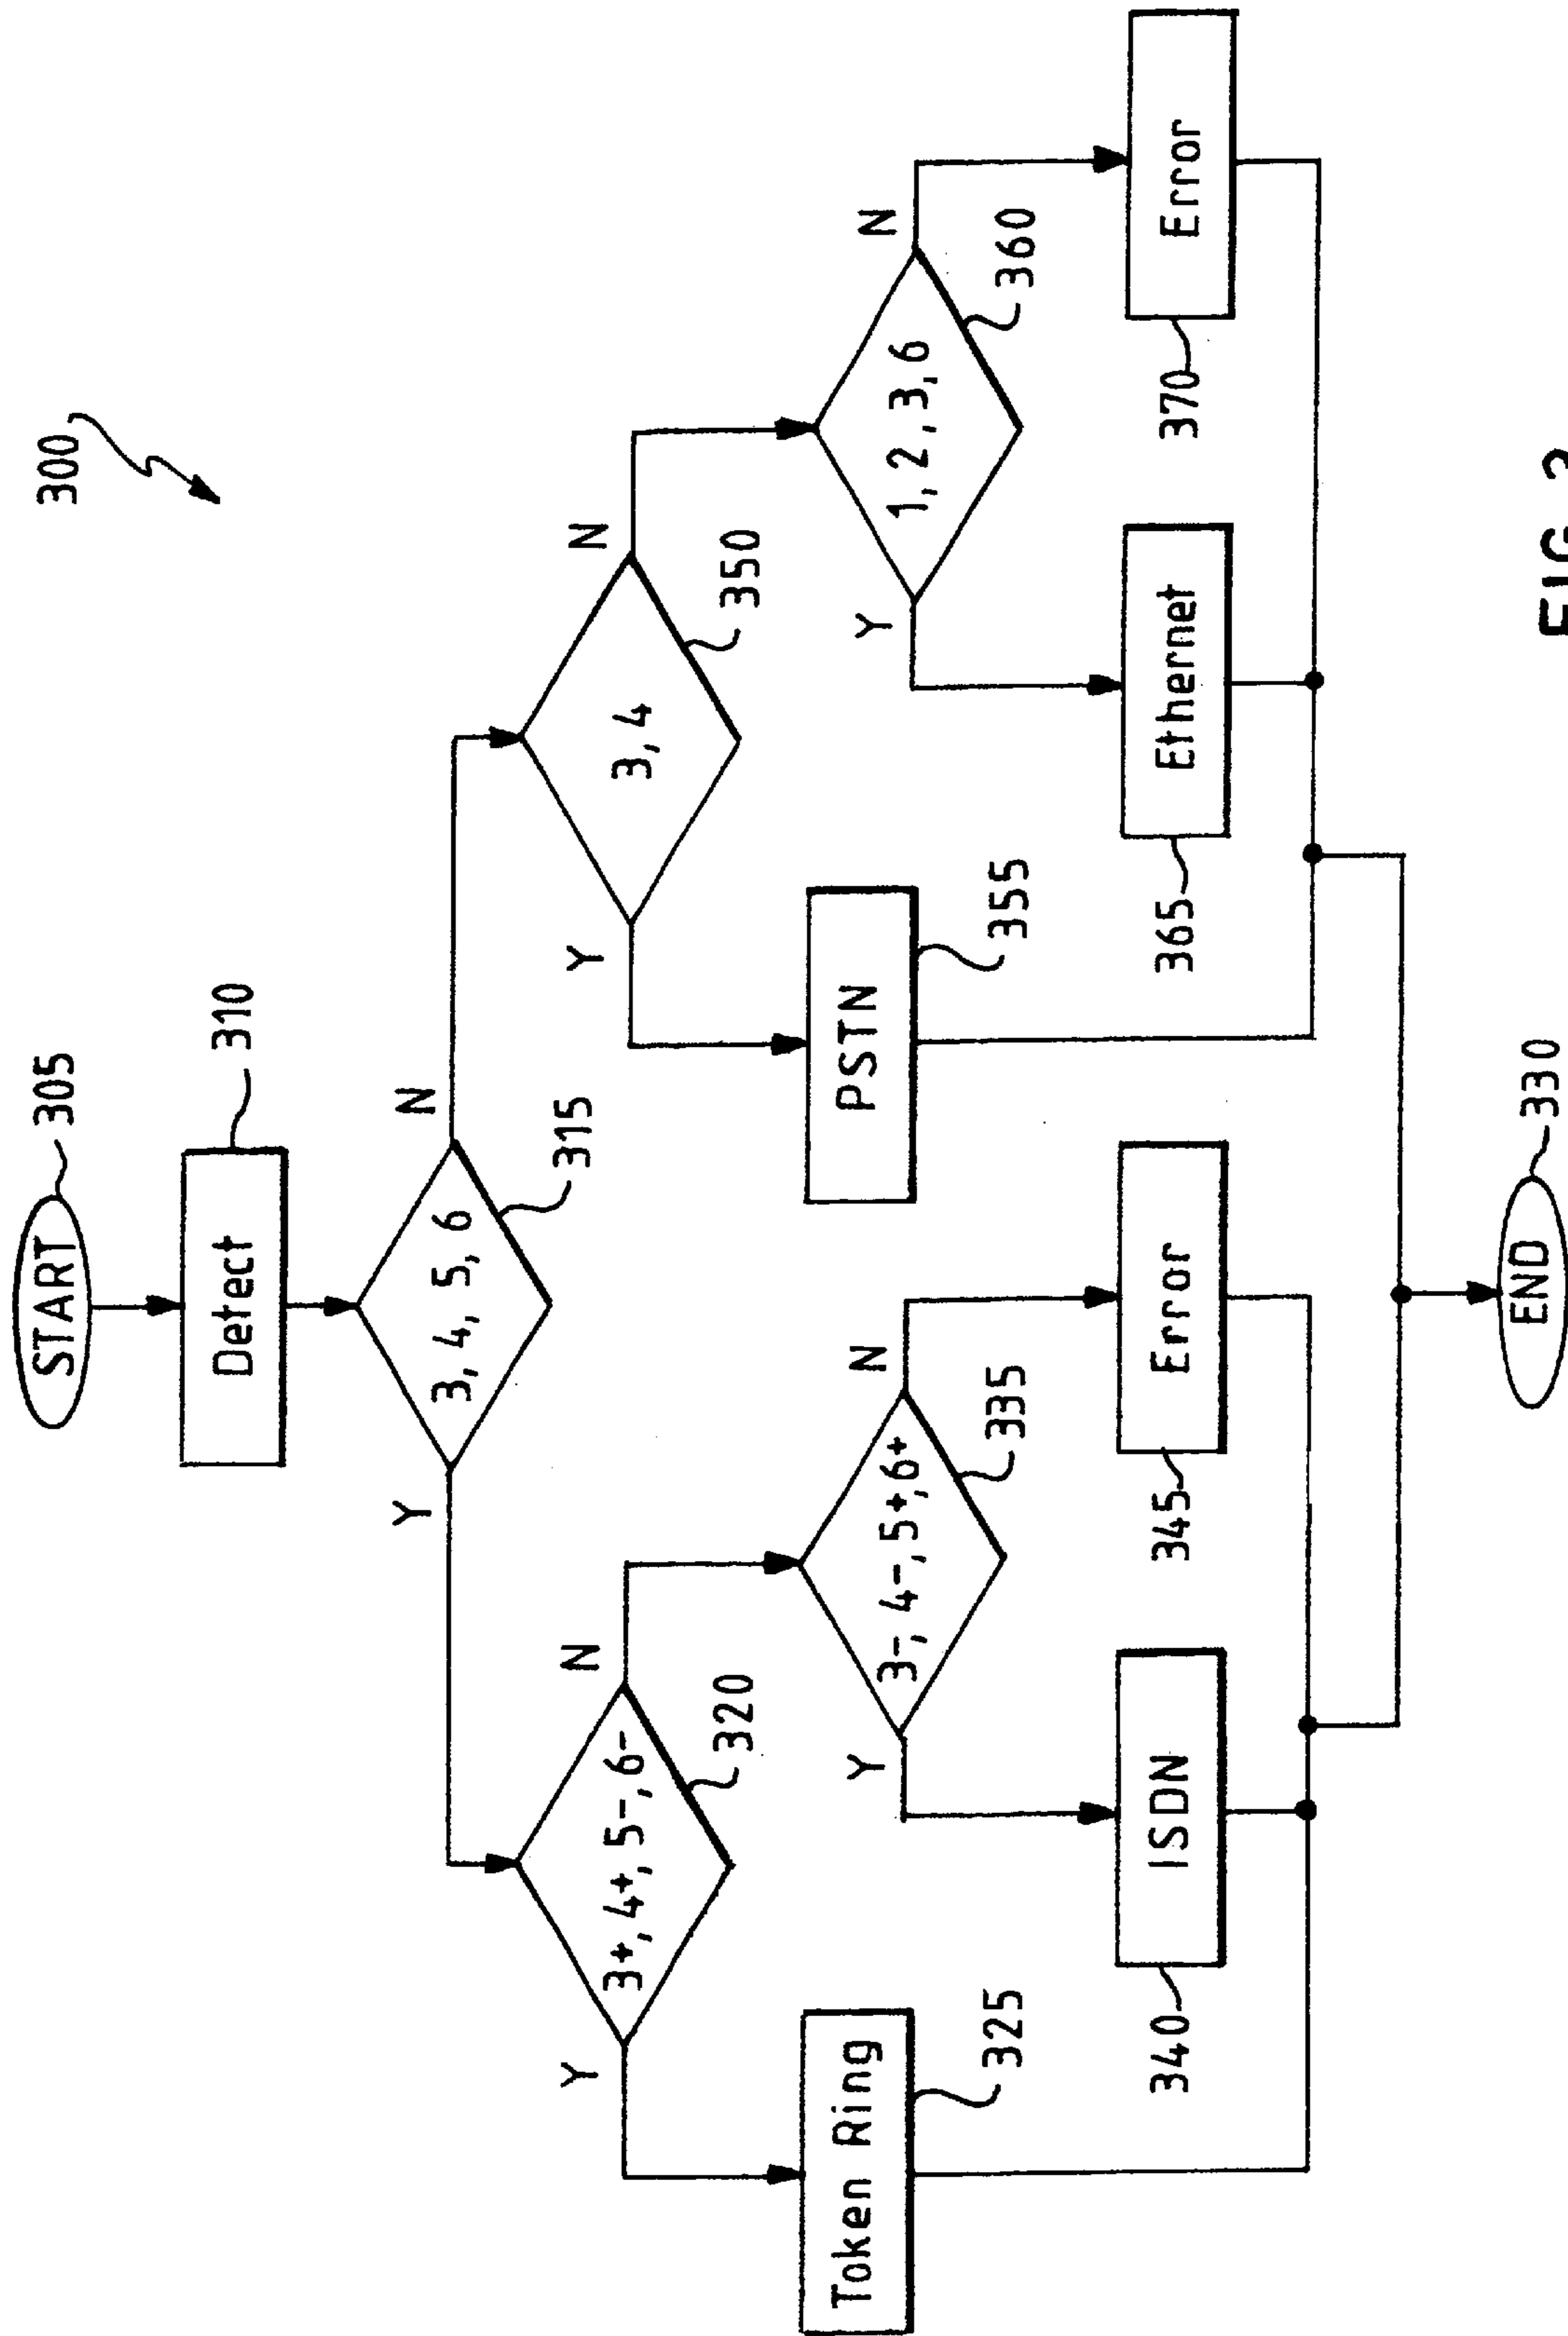 300
START
305
Detect
310
3, 4, 5, 6
315
Y
N
3+, 4+, 5-, 6-
320
Y
N
3, 4
350
Y
N
Token Ring
325
3-, 4-, 5+, 6+
335
Y
N
PSTN
355
1, 2, 3, 6
360
Y
N
ISDN
340
Error
345
Ethernet
365
Error
370
END
330
FIG. 3